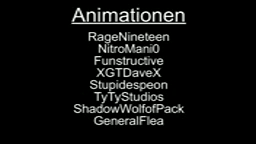 Animationen
RageNineteen
NitroMani0
Funstructive
XGTDaveX
Stupidespeon
TyTyStudios
ShadowWolfofPack
GeneralFlea